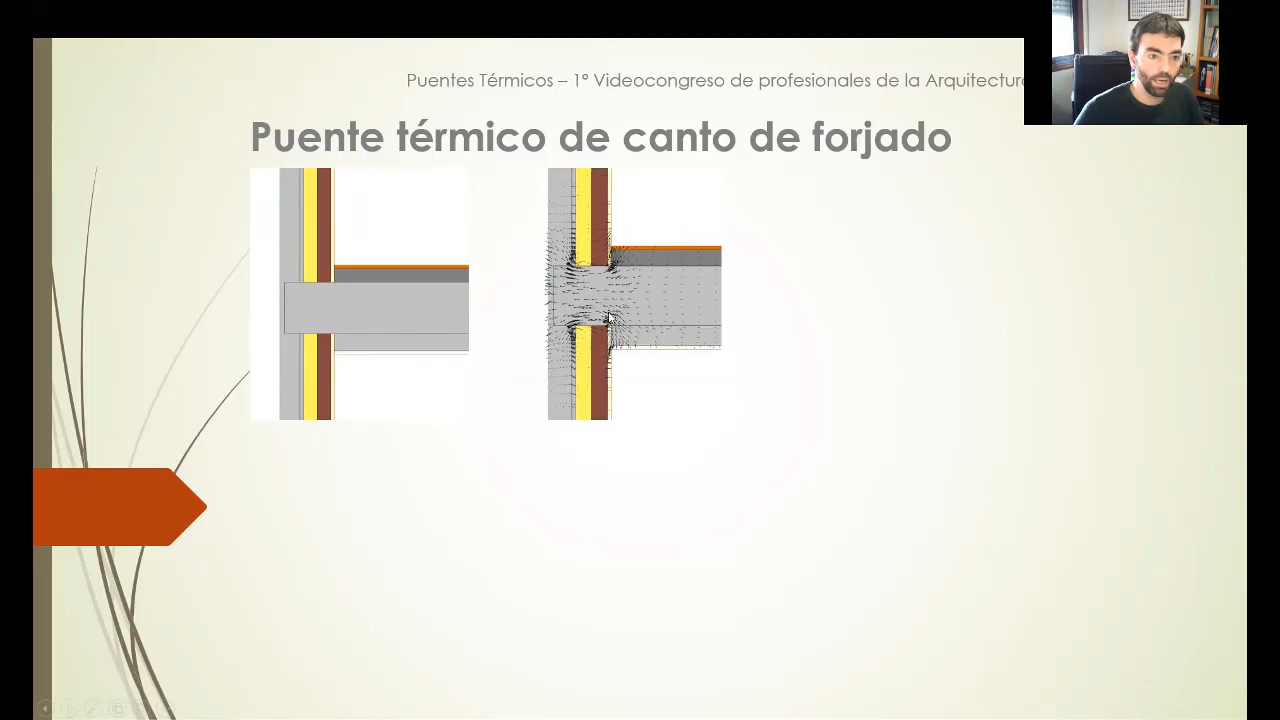 Puentes Térmicos – 1º Videocongreso de profesionales de la Arquitectura
Puente térmico de canto de forjado